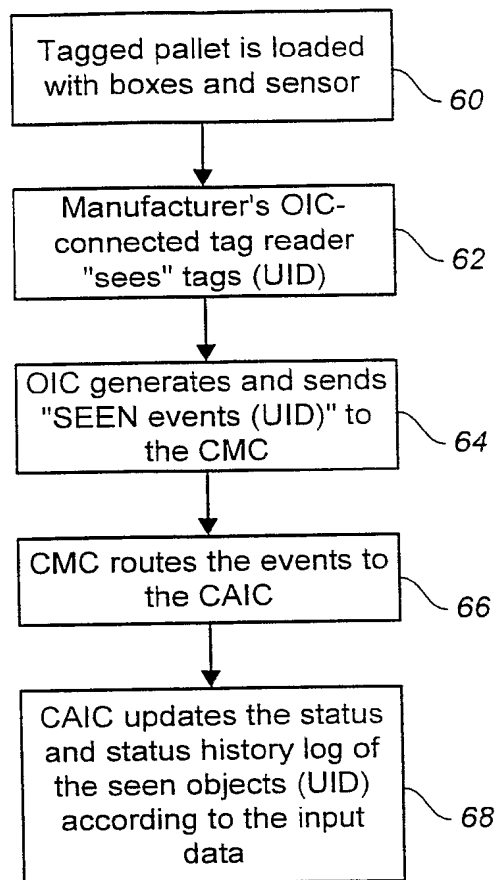 Tagged pallet is loaded
with boxes and sensor
60
Manufacturer's OIC-
connected tag reader
"sees" tags (UID)
62
OIC generates and sends
"SEEN events (UID)" to
the CMC
64
CMC routes the events to
the CAIC
66
CAIC updates the status
and status history log of
the seen objects (UID)
according to the input
data
68